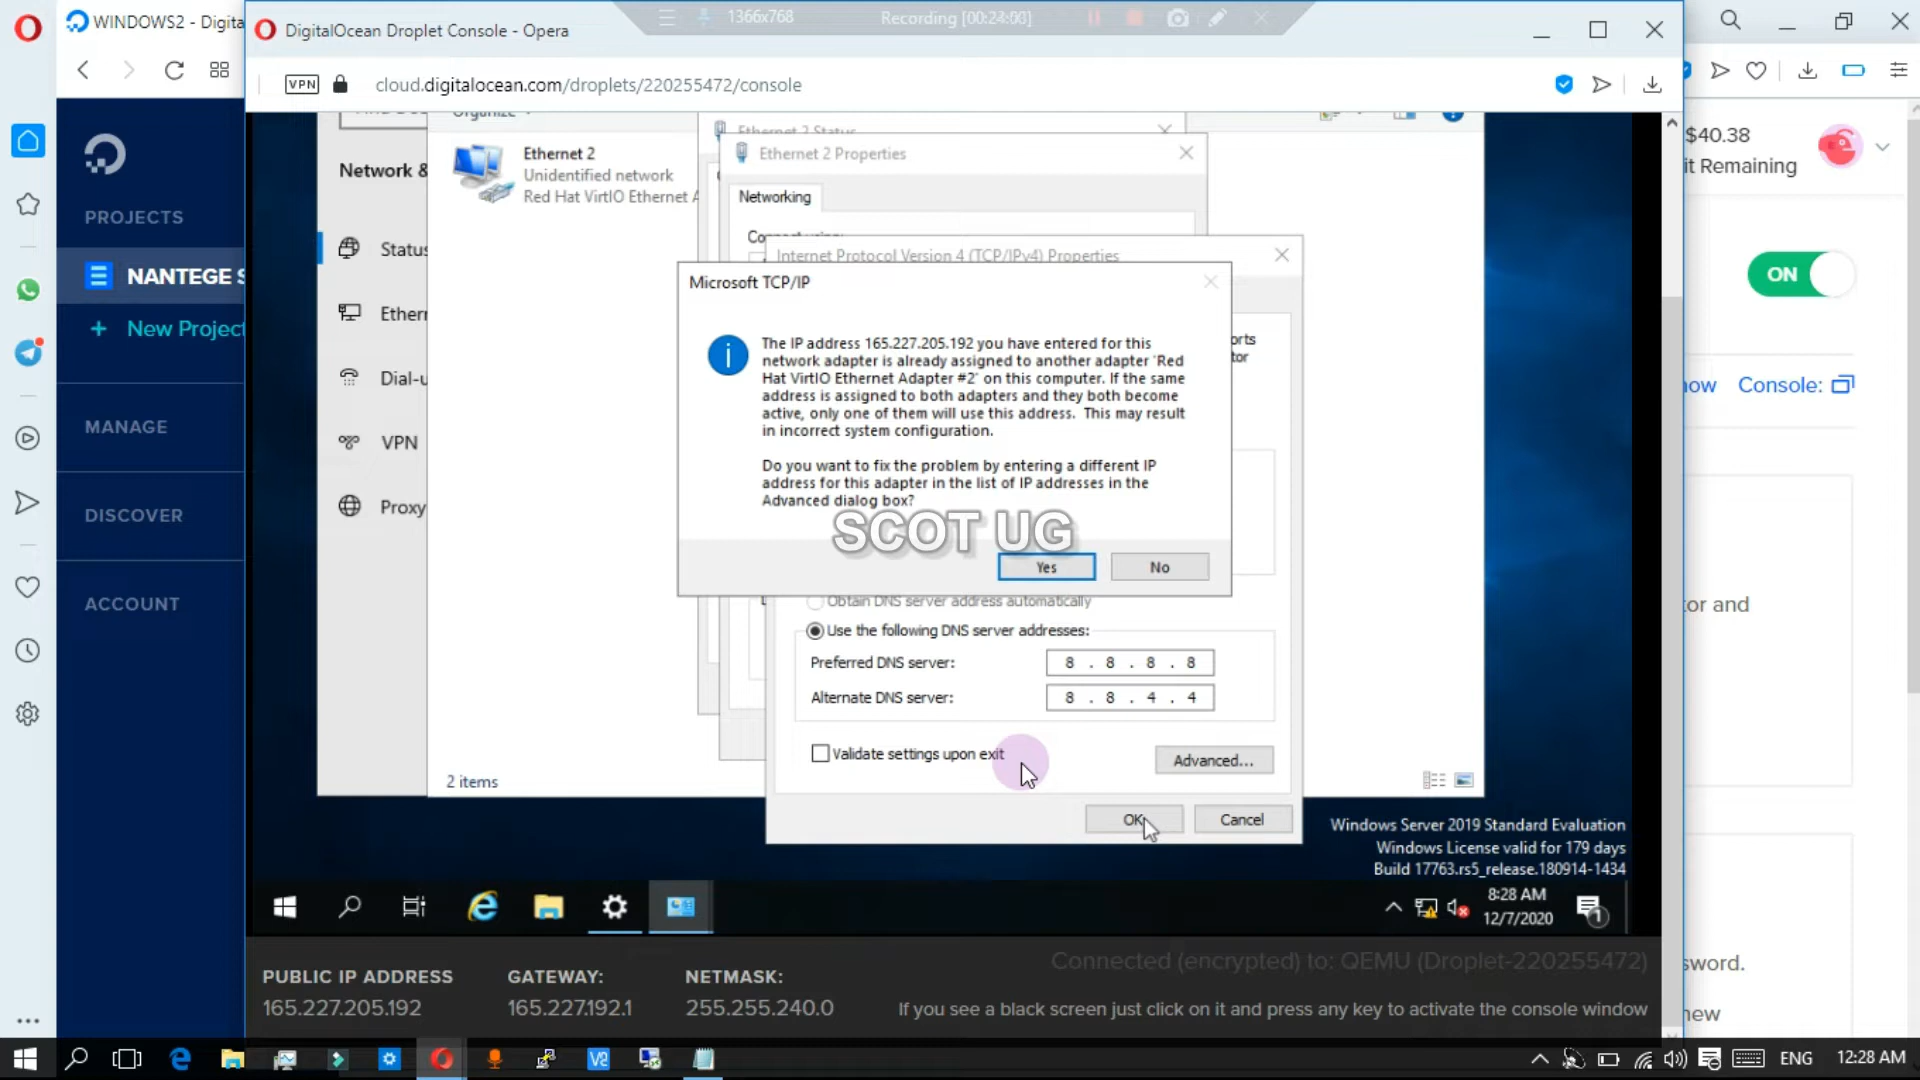 WINDOWS2 - Digita
DigitalOcean Droplet Console - Opera
1366x768
Recording [00:24:00]
VPN
cloud.digitalocean.com/droplets/220255472/console
PROJECTS
NANTEGE S
+ New Project
MANAGE
DISCOVER
ACCOUNT
Organize
Network &
Status
Ethern
Dial-u
VPN
Proxy
Ethernet 2
Unidentified network
Red Hat VirtIO Ethernet A
2 items
Ethernet 2 Status
Ethernet 2 Properties
Networking
Connect using:
Internet Protocol Version 4 (TCP/IPv4) Properties
orts
tor
Microsoft TCP/IP
The IP address 165.227.205.192 you have entered for this
network adapter is already assigned to another adapter 'Red
Hat VirtIO Ethernet Adapter #2' on this computer. If the same
address is assigned to both adapters and they both become
active, only one of them will use this address. This may result
in incorrect system configuration.
Do you want to fix the problem by entering a different IP
address for this adapter in the list of IP addresses in the
Advanced dialog box?
SCOT UG
Yes
No
Obtain DNS server address automatically
Use the following DNS server addresses:
Preferred DNS server:
8 . 8 . 8 . 8
Alternate DNS server:
8 . 8 . 4 . 4
Validate settings upon exit
Advanced...
OK
Cancel
Windows Server 2019 Standard Evaluation
Windows License valid for 179 days
Build 17763.rs5_release.180914-1434
8:28 AM
12/7/2020
1
PUBLIC IP ADDRESS
165.227.205.192
GATEWAY:
165.227.192.1
NETMASK:
255.255.240.0
Connected (encrypted) to: QEMU (Droplet-220255472)
If you see a black screen just click on it and press any key to activate the console window
$40.38
it Remaining
ON
now
Console:
tor and
sword.
new
ENG
12:28 AM